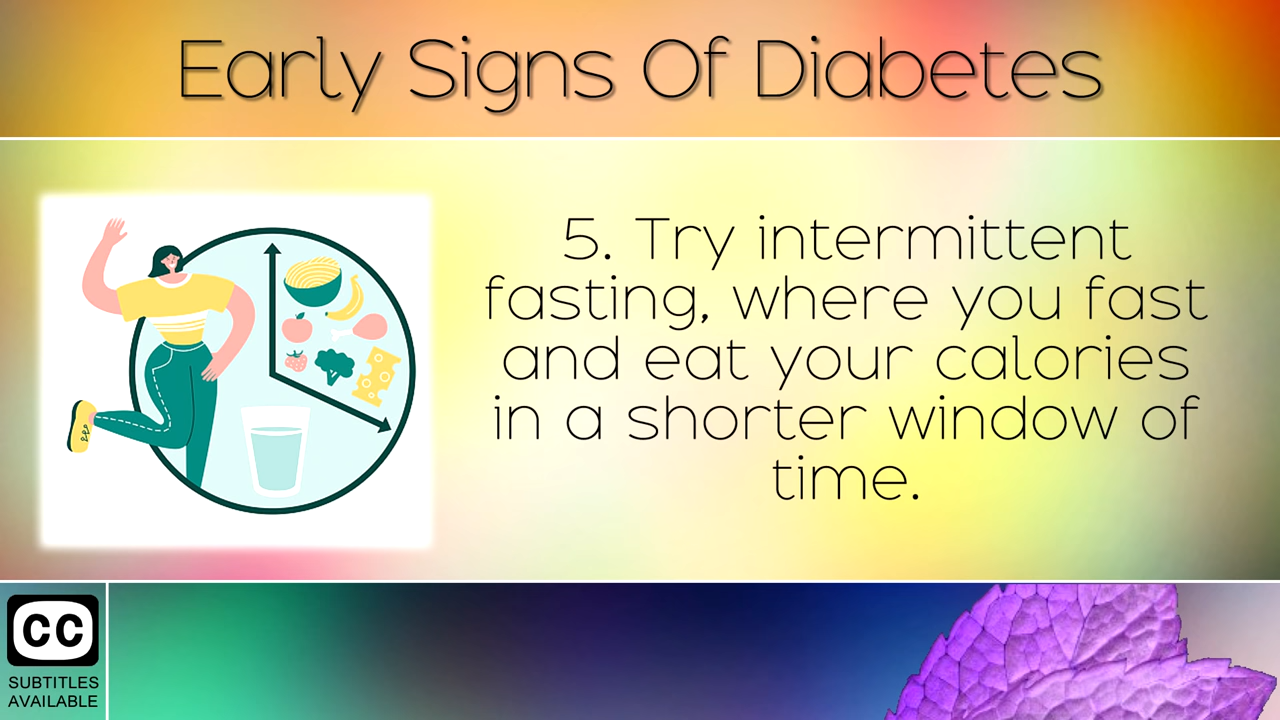 Early Signs Of Diabetes
5. Try intermittent
fasting, where you fast
and eat your calories
in a shorter window of
time.
CC
SUBTITLES
AVAILABLE